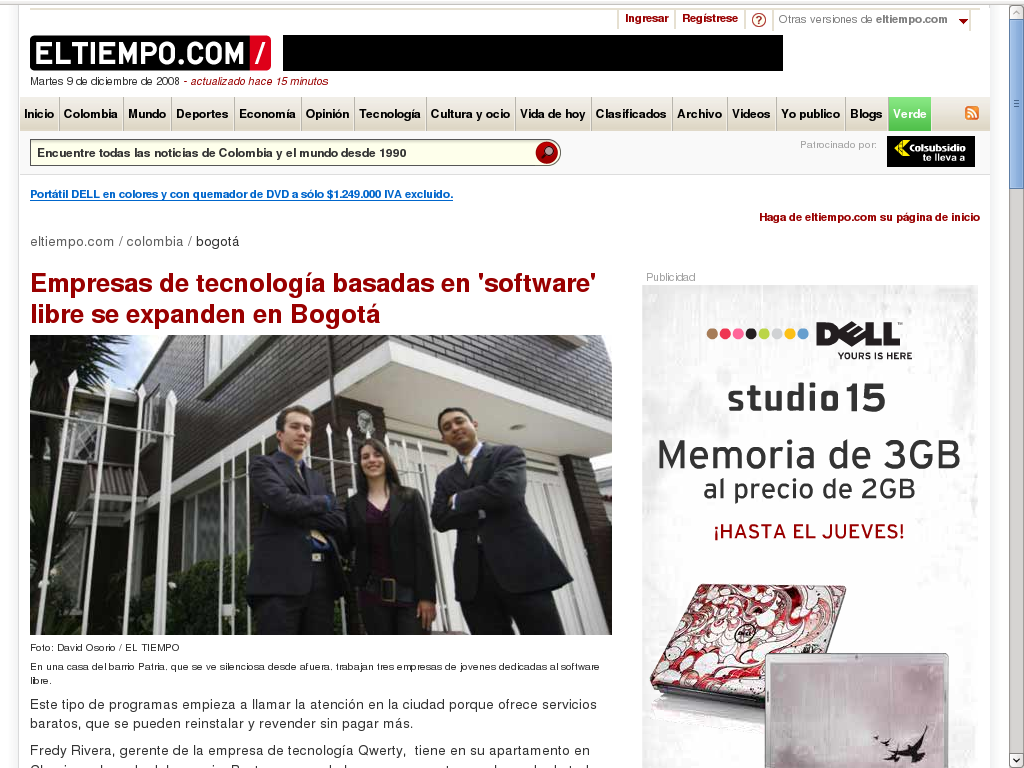 Ingresar Regístrese ? Otras versiones de eltiempo.com
ELTIEMPO.COM/
Martes 9 de diciembre de 2008 - actualizado hace 15 minutos
Inicio Colombia Mundo Deportes Economía Opinión Tecnología Cultura y ocio Vida de hoy Clasificados Archivo Videos Yo publico Blogs Verde
Encuentre todas las noticias de Colombia y el mundo desde 1990
Patrocinado por:
Colsubsidio
te lleva a
Portátil DELL en colores y con quemador de DVD a sólo $1.249.000 IVA excluido.
Haga de eltiempo.com su página de inicio
eltiempo.com / colombia / bogotá
Empresas de tecnología basadas en 'software'
libre se expanden en Bogotá
Foto: David Osorio / EL TIEMPO
En una casa del barrio Patria, que se ve silenciosa desde afuera, trabajan tres empresas de jovenes dedicadas al software
libre.
Este tipo de programas empieza a llamar la atención en la ciudad porque ofrece servicios
baratos, que se pueden reinstalar y revender sin pagar más.
Fredy Rivera, gerente de la empresa de tecnología Qwerty, tiene en su apartamento en
Publicidad
DELL™
YOURS IS HERE
studio 15
Memoria de 3GB
al precio de 2GB
¡HASTA EL JUEVES!